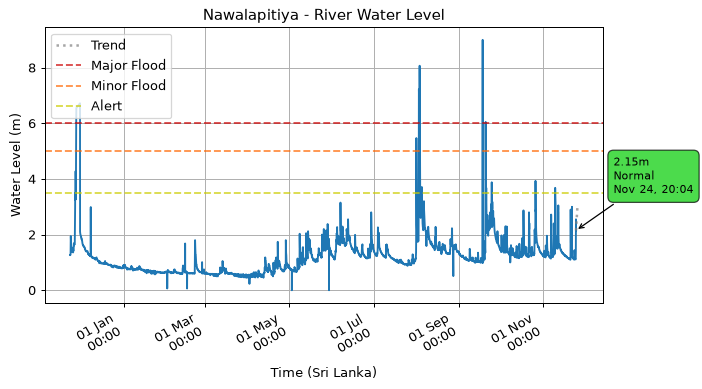 Nawalapitiya - River Water Level
Trend
Major Flood
Minor Flood
Alert
Water Level (m)
8
6
4
2
0
2.15m
Normal
Nov 24, 20:04
01 Jan
00:00
01 Mar
00:00
01 May
00:00
01 Jul
00:00
01 Sep
00:00
01 Nov
00:00
Time (Sri Lanka)